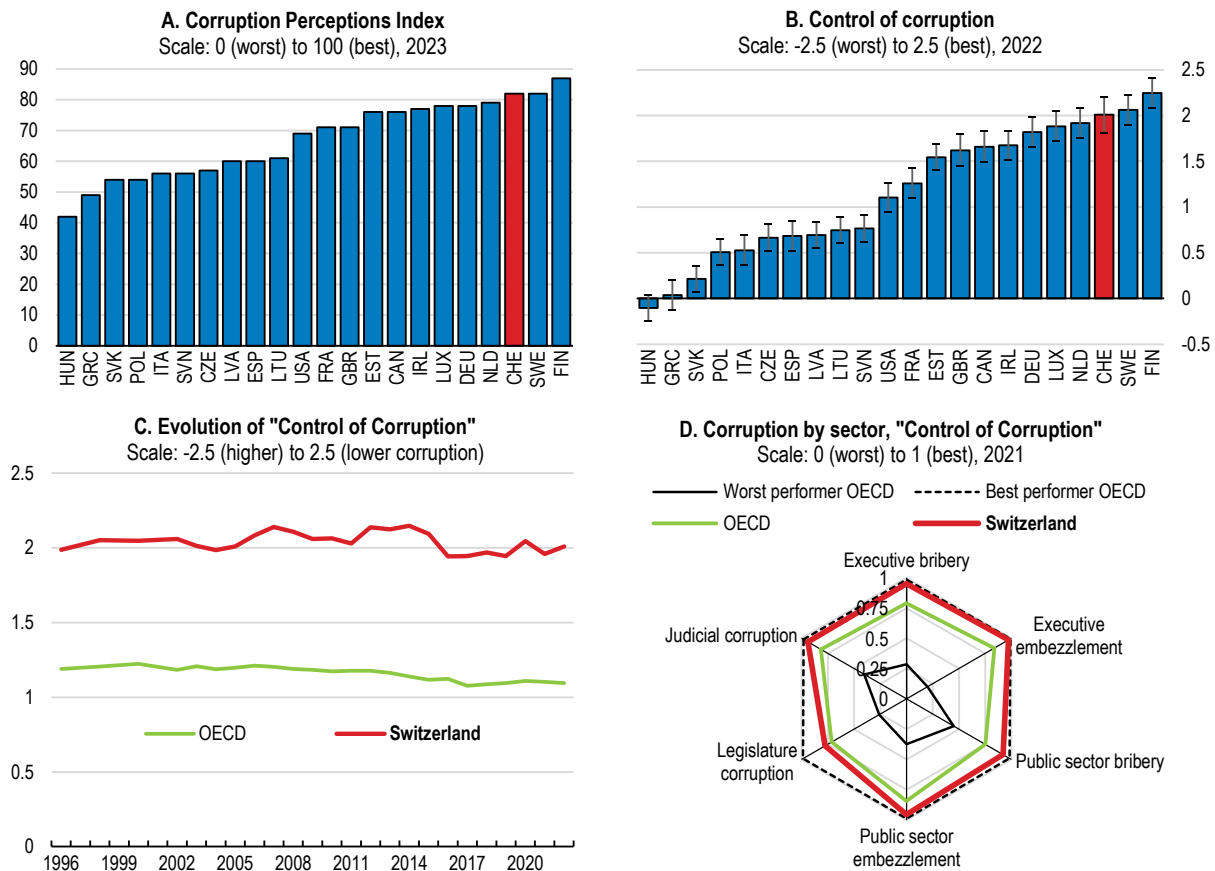 A. Corruption Perceptions Index
Scale: 0 (worst) to 100 (best), 2023
90
80
70
60
50
40
30
20
10
0
HUN
GRC
SVK
POL
ITA
SVN
CZE
LVA
ESP
LTU
USA
FRA
GBR
EST
CAN
IRL
LUX
DEU
NLD
CHE
SWE
FIN
B. Control of corruption
Scale: -2.5 (worst) to 2.5 (best), 2022
2.5
2
1.5
1
0.5
0
-0.5
HUN
GRC
SVK
POL
ITA
CZE
ESP
LVA
LTU
SVN
USA
FRA
EST
GBR
CAN
IRL
DEU
LUX
NLD
CHE
SWE
FIN
C. Evolution of "Control of Corruption"
Scale: -2.5 (higher) to 2.5 (lower corruption)
2.5
2
1.5
1
0.5
0
OECD
Switzerland
1996
1999
2002
2005
2008
2011
2014
2017
2020
D. Corruption by sector, "Control of Corruption"
Scale: 0 (worst) to 1 (best), 2021
Worst performer OECD
Best performer OECD
OECD
Switzerland
Executive bribery
1
0.75
0.5
0.25
0
Executive
embezzlement
Public sector bribery
Public sector
embezzlement
Legislature
corruption
Judicial corruption